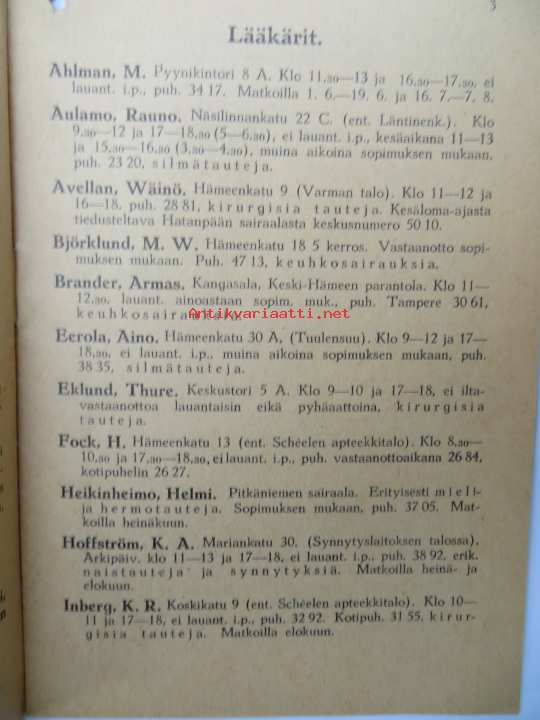 3
Lääkärit.
Ahlman, M. Pyynikintori 8 A. Klo 11,30—13 ja 16,30—17,30, ei
lauant. i.p., puh. 34 17. Matkoilla 1. 6.—19. 6. ja 16. 7.—7. 8.
Aulamo, Rauno. Näsilinnankatu 22 C. (ent. Läntinenk.). Klo
9,30—12 ja 17—18,30 (5—6,30), ei lauant. i.p., kesäaikana 11—13
ja 15,30—16,30 (3,30—4,30), muina aikoina sopimuksen mukaan,
puh. 23 20, silmätauteja.
Avellan, Wäinö. Hämeenkatu 9 (Varman talo). Klo 11—12 ja
16—18. puh. 28 81, kirurgisia tauteja. Kesäloma-ajasta
tiedusteltava Hatanpään sairaalasta keskusnumero 50 10.
Björklund, M. W. Hämeenkatu 18 5 kerros. Vastaanotto sopi-
muksen mukaan. Puh. 47 13, keuhkosairauksia.
Brander, Armas. Kangasala, Keski-Hämeen parantola. Klo 11—
12,30. lauant. ainoastaan sopim. muk., puh. Tampere 30 61,
keuhkosairauksia.
Antikvariaatti.net
Eerola, Aino. Hämeenkatu 30 A. (Tuulensuu). Klo 9—12 ja 17—
18,30, ei lauant. i.p., muina aikoina sopimuksen mukaan, puh.
38 35, silmätauteja.
Eklund, Thure. Keskustori 5 A. Klo 9—10 ja 17—18, ei ilta-
vastaanottoa lauantaisin eikä pyhäaattoina, kirurgisia
tauteja.
Fock, H. Hämeenkatu 13 (ent. Schéelen apteekkitalo). Klo 8,30—
10,30 ja 17,30—18,30, ei lauant. i.p., puh. vastaanottoaikana 26 84,
kotipuhelin 26 27.
Heikinheimo, Helmi. Pitkäniemen sairaala. Erityisesti mieli-
ja hermotauteja. Sopimuksen mukaan, puh. 37 05. Mat-
koilla heinäkuun.
Hoffström, K. A. Mariankatu 30, (Synnytyslaitoksen talossa).
Arkipäiv. klo 11—13 ja 17—18, ei lauant. i.p., puh. 38 92, erik.
naistauteja ja synnytyksiä. Matkoilla heinä- ja
elokuun.
Inberg, K. R. Koskikatu 9 (ent. Schéelen apteekkitalo). Klo 10—
11 ja 17—18, ei lauant. i.p., puh. 32 92. Kotipuh. 31 55, kirur-
gisia tauteja. Matkoilla elokuun.